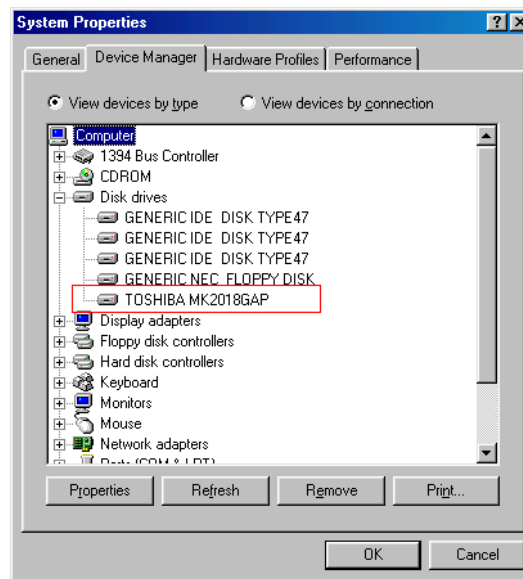 System Properties
General Device Manager Hardware Profiles Performance
View devices by type View devices by connection
Computer
1394 Bus Controller
CDROM
Disk drives
GENERIC IDE DISK TYPE47
GENERIC IDE DISK TYPE47
GENERIC IDE DISK TYPE47
GENERIC NEC FLOPPY DISK
TOSHIBA MK2018GAP
Display adapters
Floppy disk controllers
Hard disk controllers
Keyboard
Monitors
Mouse
Network adapters
Ports (COM & LPT)
Properties Refresh Remove Print...
OK Cancel